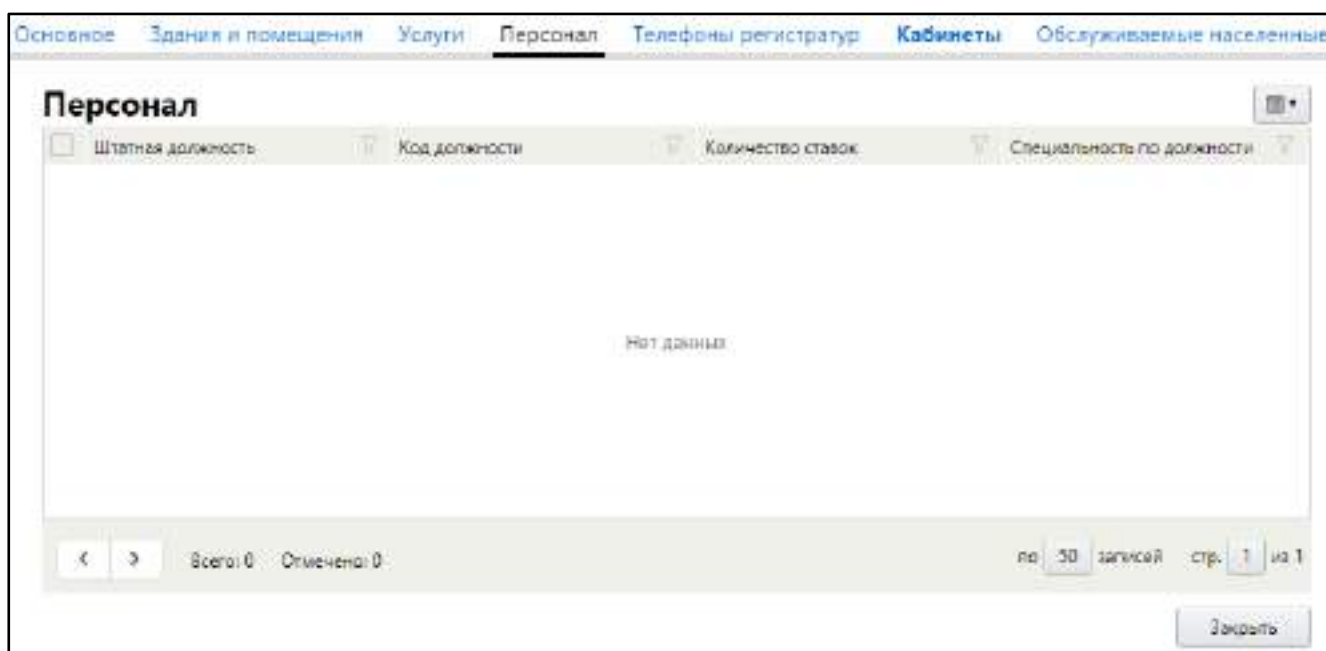 Основное Здания и помещения Услуги Персонал Телефоны регистратур Кабинеты Обслуживаемые населенные
Персонал
Штатная должность Код должности Количество ставок Специальность по должности
Нет данных
Всего: 0 Отмечено: 0 по 50 записей стр. 1 из 1
Закрыть